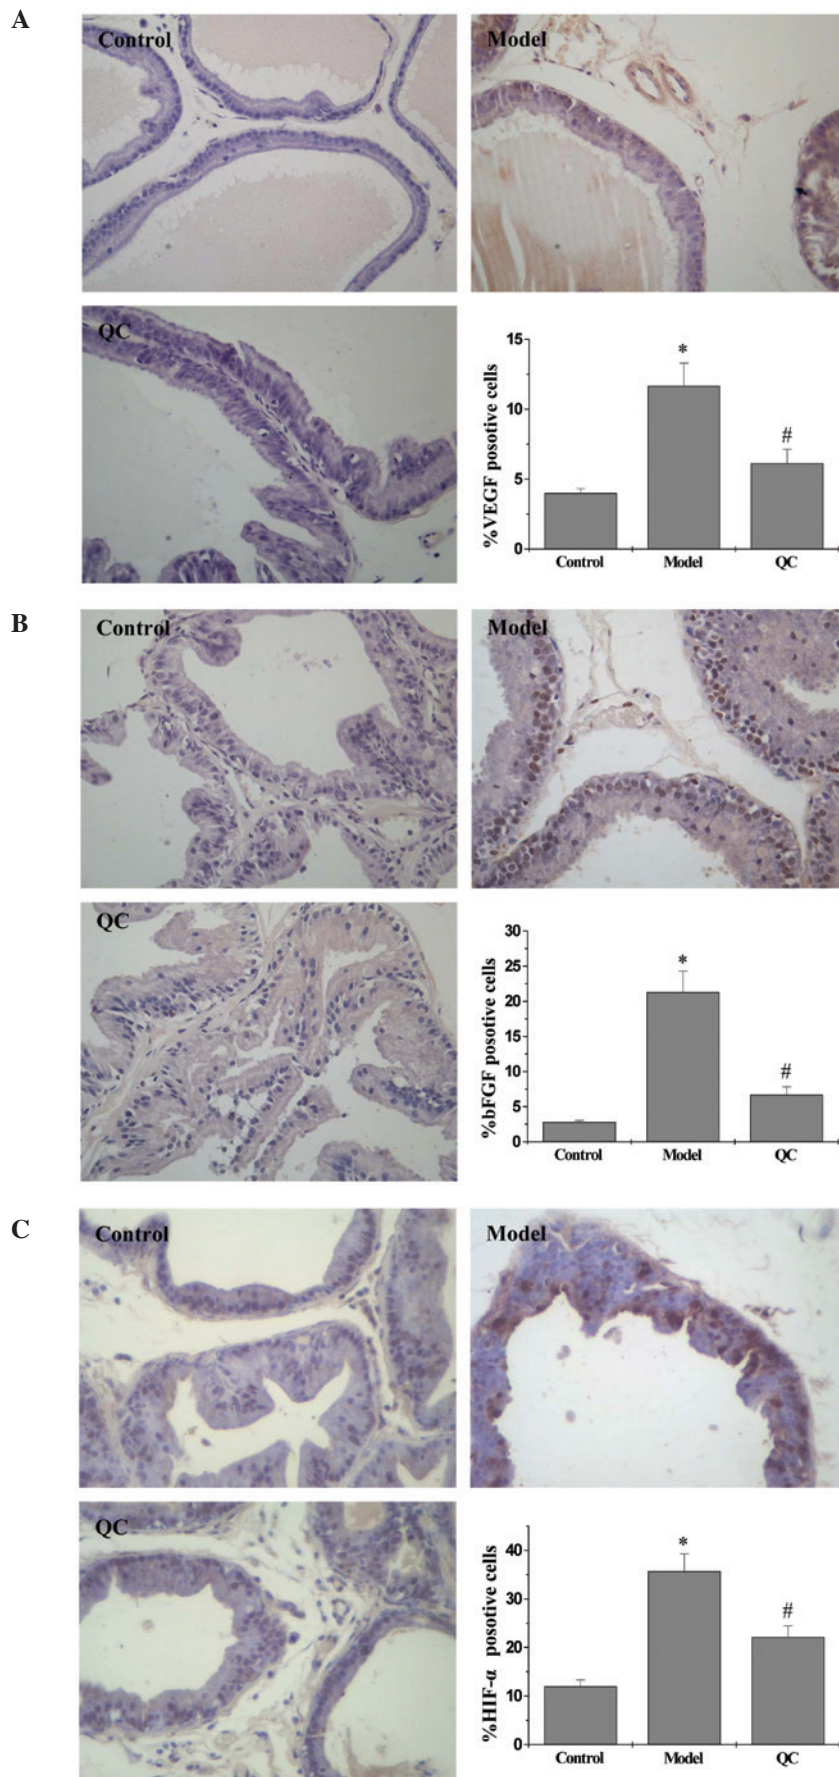 A
Control
Model
QC
%VEGF posotive cells
15
10
5
0
*
#
Control
Model
QC
B
Control
Model
QC
%bFGF posotive cells
30
25
20
15
10
5
0
*
#
Control
Model
QC
C
Control
Model
QC
%HIF-α posotive cells
40
30
20
10
0
*
#
Control
Model
QC